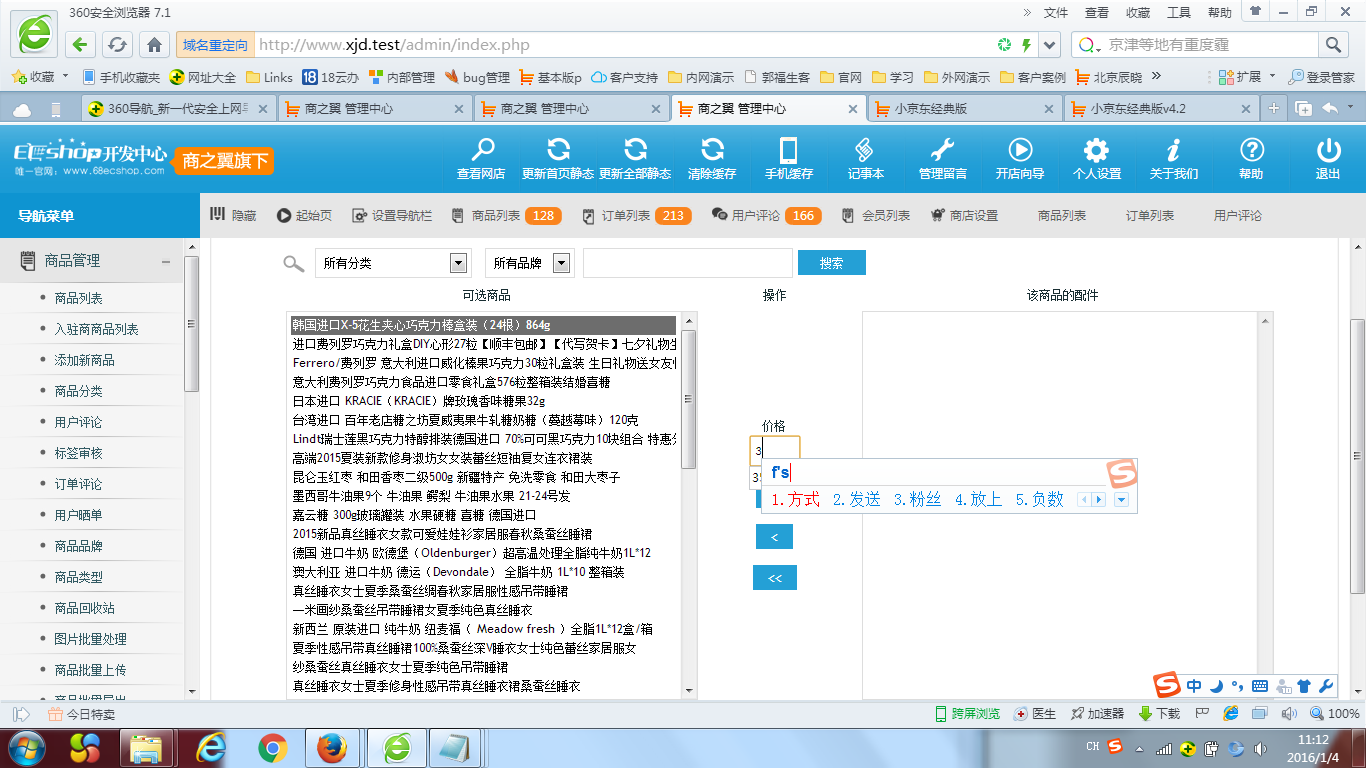 360安全浏览器 7.1
» 文件 查看 收藏 工具 帮助
域名重定向 http://www.xjd.test/admin/index.php
京津等地有重度霾
收藏 手机收藏夹 网址大全 Links 18云办 内部管理 bug管理 基本版p 客户支持 内网演示 郭福生客 官网 学习 外网演示 客户案例 北京辰晓 » 扩展 登录管家
360导航_新一代安全上网 商之翼 管理中心 商之翼 管理中心 商之翼 管理中心 小京东经典版 小京东经典版v4.2
ECshop开发中心
唯一官网：www.68ecshop.com
商之翼旗下
查看网店 更新首页静态 更新全部静态 清除缓存 手机缓存 记事本 管理留言 开店向导 个人设置 关于我们 帮助 退出
导航菜单
隐藏 起始页 设置导航栏 商品列表 128 订单列表 213 用户评论 166 会员列表 商店设置 商品列表 订单列表 用户评论
商品管理
商品列表
入驻商商品列表
添加新商品
商品分类
用户评论
标签审核
订单评论
用户晒单
商品品牌
商品类型
商品回收站
图片批量处理
商品批量上传
商品批量导出
所有分类 所有品牌 搜索
可选商品 操作 该商品的配件
韩国进口X-5花生夹心巧克力棒盒装（24根）864g
进口费列罗巧克力礼盒DIY心形27粒【顺丰包邮】【代写贺卡】七夕礼物生
Ferrero/费列罗 意大利进口威化榛果巧克力30粒礼盒装 生日礼物送女友
意大利费列罗巧克力食品进口零食礼盒576粒整箱装结婚喜糖
日本进口 KRACIE（KRACIE）牌玫瑰香味糖果32g
台湾进口 百年老店糖之坊夏威夷果牛轧糖奶糖（蔓越莓味）120克
Lindt瑞士莲黑巧克力特醇排装德国进口 70%可可黑巧克力10块组合 特惠
高端2015夏装新款修身淑坊女女装蕾丝短袖夏女连衣裙装
昆仑玉红枣 和田香枣二级500g 新疆特产 免洗零食 和田大枣子
墨西哥牛油果9个 牛油果 鳄梨 牛油果水果 21-24号发
嘉云糖 300g玻璃罐装 水果硬糖 喜糖 德国进口
2015新品真丝睡衣女款可爱娃娃衫家居服春秋桑蚕丝睡裙
德国 进口牛奶 欧德堡（Oldenburger）超高温处理全脂纯牛奶1L*12
澳大利亚 进口牛奶 德运（Devondale） 全脂牛奶 1L*10 整箱装
真丝睡衣女士夏季桑蚕丝绸春秋家居服性感吊带睡裙
一米画纱桑蚕丝吊带睡裙女夏季纯色真丝睡衣
新西兰 原装进口 纯牛奶 纽麦福（ Meadow fresh ）全脂1L*12盒/箱
夏季性感吊带真丝睡裙100%桑蚕丝深V睡衣女士纯色蕾丝家居服女
纱桑蚕丝真丝睡衣女士夏季纯色吊带睡裙
真丝睡衣女士夏季修身性感吊带真丝睡衣裙桑蚕丝睡衣
价格
3
f's
1.方式 2.发送 3.粉丝 4.放上 5.负数
<
<<
中
今日特卖 跨屏浏览 医生 加速器 下载 100%
CH 11:12
2016/1/4